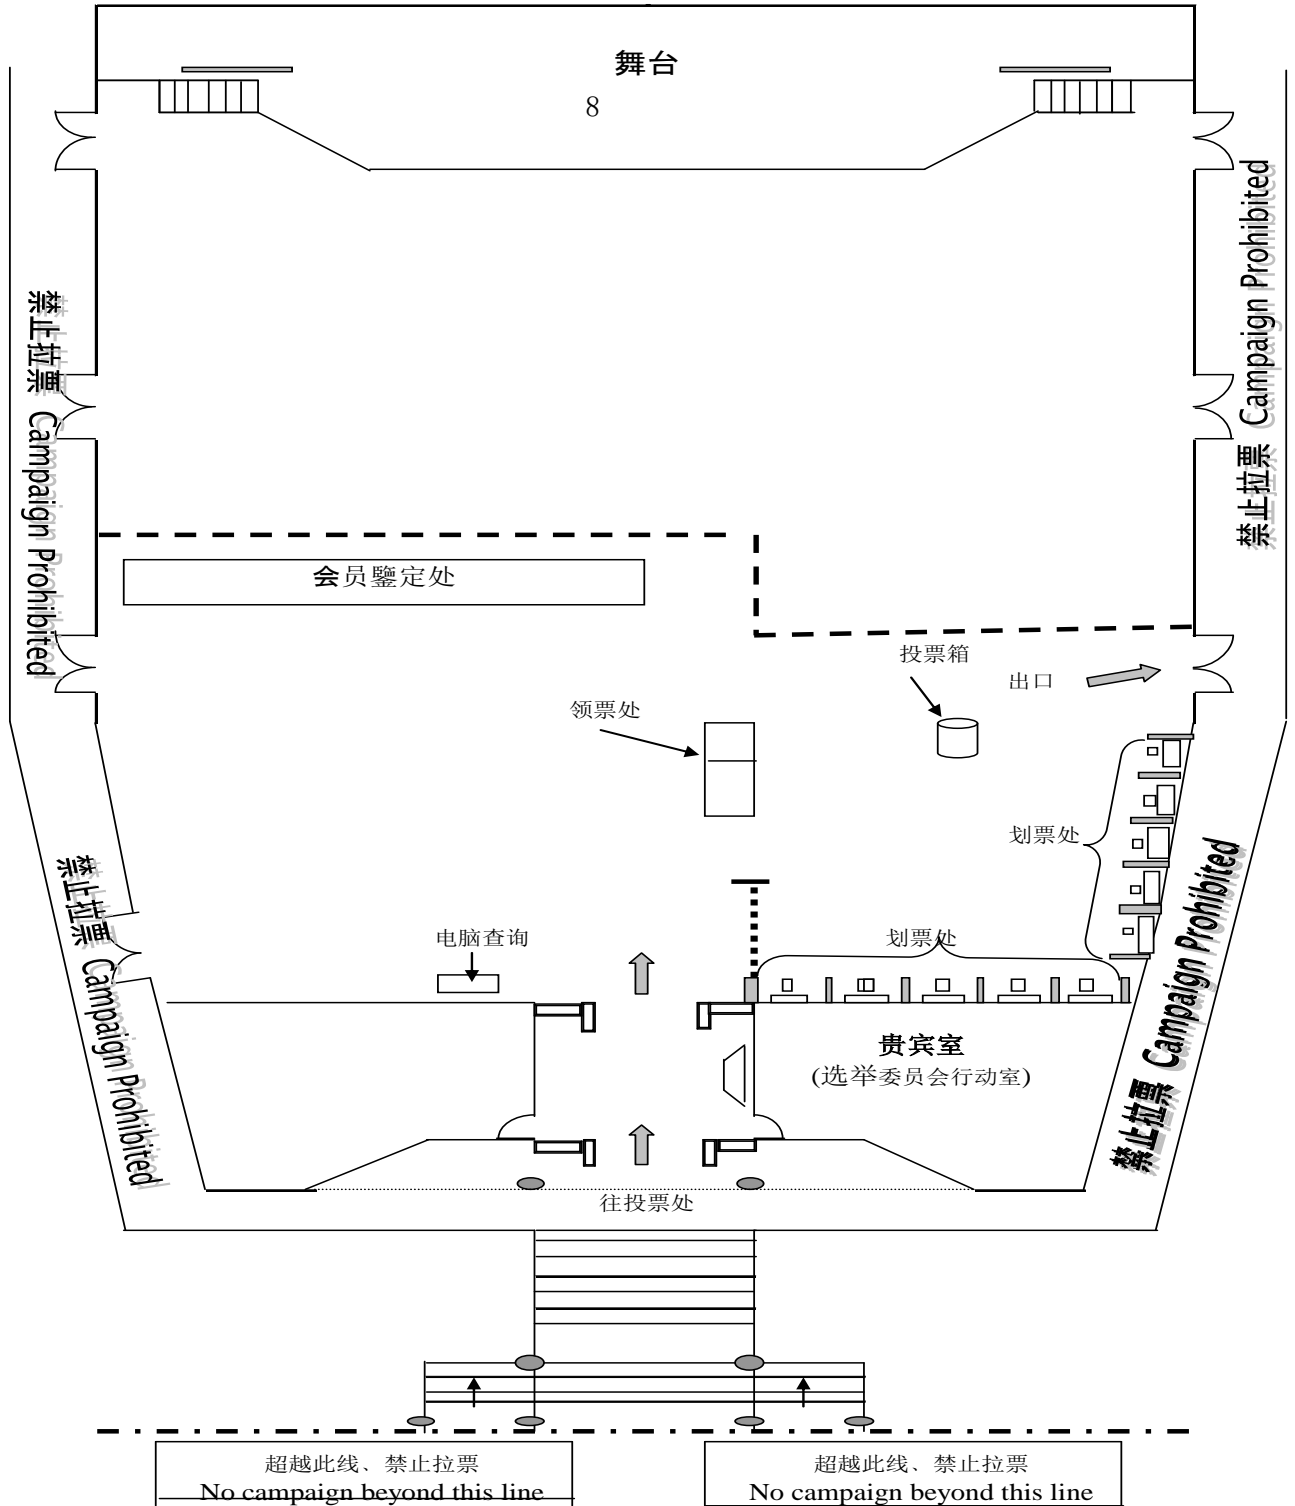 舞台
8
禁止拉票 Campaign Prohibited
禁止拉票 Campaign Prohibited
会员鑒定处
投票箱
出口
领票处
划票处
禁止拉票 Campaign Prohibited
电脑查询
划票处
贵宾室
(选举委员会行动室)
禁止拉票 Campaign Prohibited
往投票处
超越此线、禁止拉票
No campaign beyond this line
超越此线、禁止拉票
No campaign beyond this line